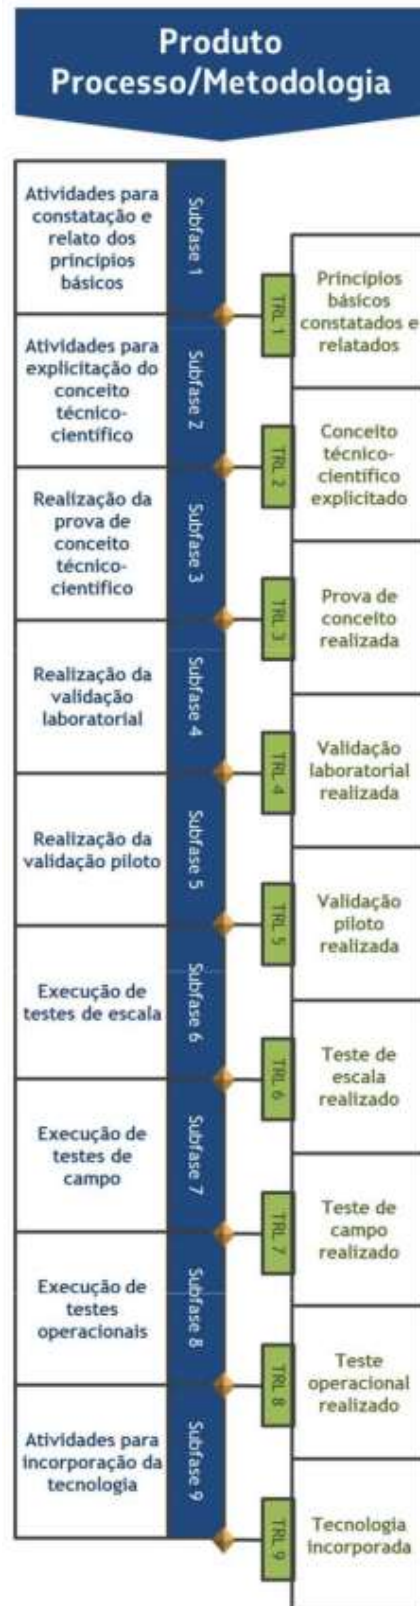 Produto
Processo/Metodologia
Atividades para
constatação e
relato dos
princípios
básicos
Subfase 1
TRL 1
Princípios
básicos
constatados e
relatados
Atividades para
explicitação do
conceito
técnico-
científico
Subfase 2
TRL 2
Conceito
técnico-
científico
explicitado
Realização da
prova de
conceito
técnico-
científico
Subfase 3
TRL 3
Prova de
conceito
realizada
Realização da
validação
laboratorial
Subfase 4
TRL 4
Validação
laboratorial
realizada
Realização da
validação piloto
Subfase 5
TRL 5
Validação
piloto
realizada
Execução de
testes de escala
Subfase 6
TRL 6
Teste de
escala
realizado
Execução de
testes de
campo
Subfase 7
TRL 7
Teste de
campo
realizado
Execução de
testes
operacionais
Subfase 8
TRL 8
Teste
operacional
realizado
Atividades para
incorporação da
tecnologia
Subfase 9
TRL 9
Tecnologia
incorporada